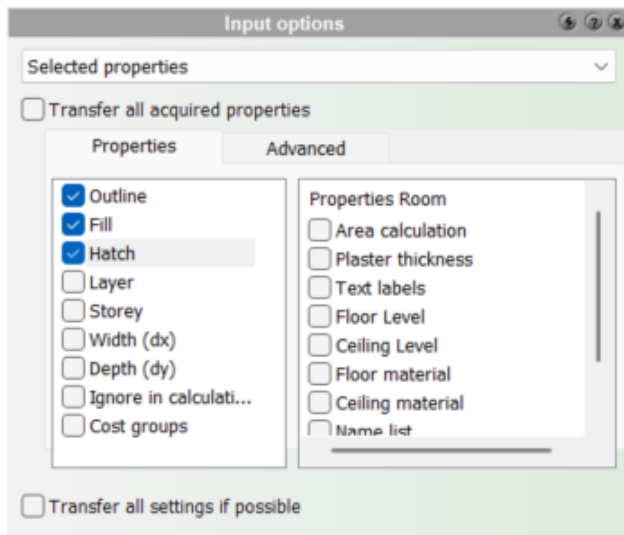 Input options
Selected properties
Transfer all acquired properties
Properties
Advanced
Outline
Fill
Hatch
Layer
Storey
Width (dx)
Depth (dy)
Ignore in calculati...
Cost groups
Properties Room
Area calculation
Plaster thickness
Text labels
Floor Level
Ceiling Level
Floor material
Ceiling material
Name list
Transfer all settings if possible